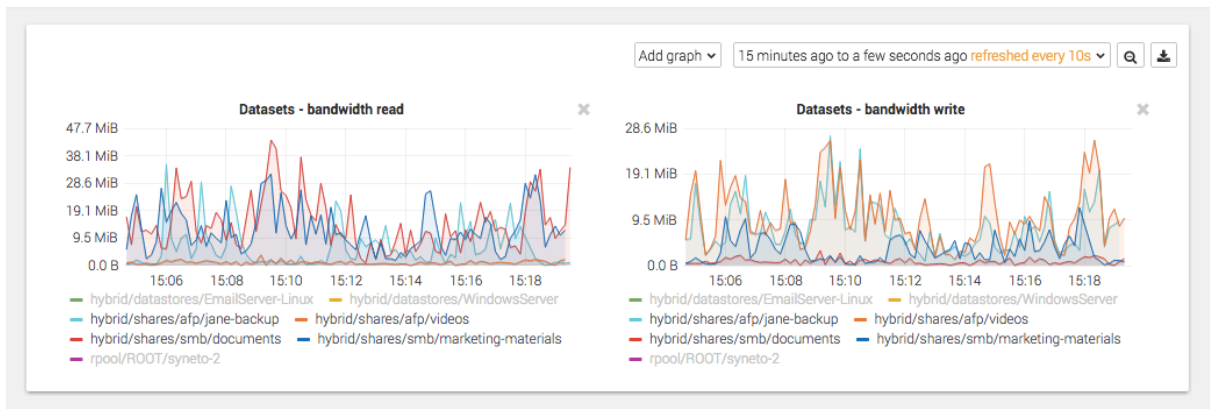 Add graph 15 minutes ago to a few seconds ago refreshed every 10s
Datasets - bandwidth read
47.7 MiB
38.1 MiB
28.6 MiB
19.1 MiB
9.5 MiB
0.0 B
15:06 15:08 15:10 15:12 15:14 15:16 15:18
hybrid/datastores/EmailServer-Linux hybrid/datastores/WindowsServer
hybrid/shares/afp/jane-backup hybrid/shares/afp/videos
hybrid/shares/smb/documents hybrid/shares/smb/marketing-materials
rpool/ROOT/syneto-2
Datasets - bandwidth write
28.6 MiB
19.1 MiB
9.5 MiB
0.0 B
15:06 15:08 15:10 15:12 15:14 15:16 15:18
hybrid/datastores/EmailServer-Linux hybrid/datastores/WindowsServer
hybrid/shares/afp/jane-backup hybrid/shares/afp/videos
hybrid/shares/smb/documents hybrid/shares/smb/marketing-materials
rpool/ROOT/syneto-2